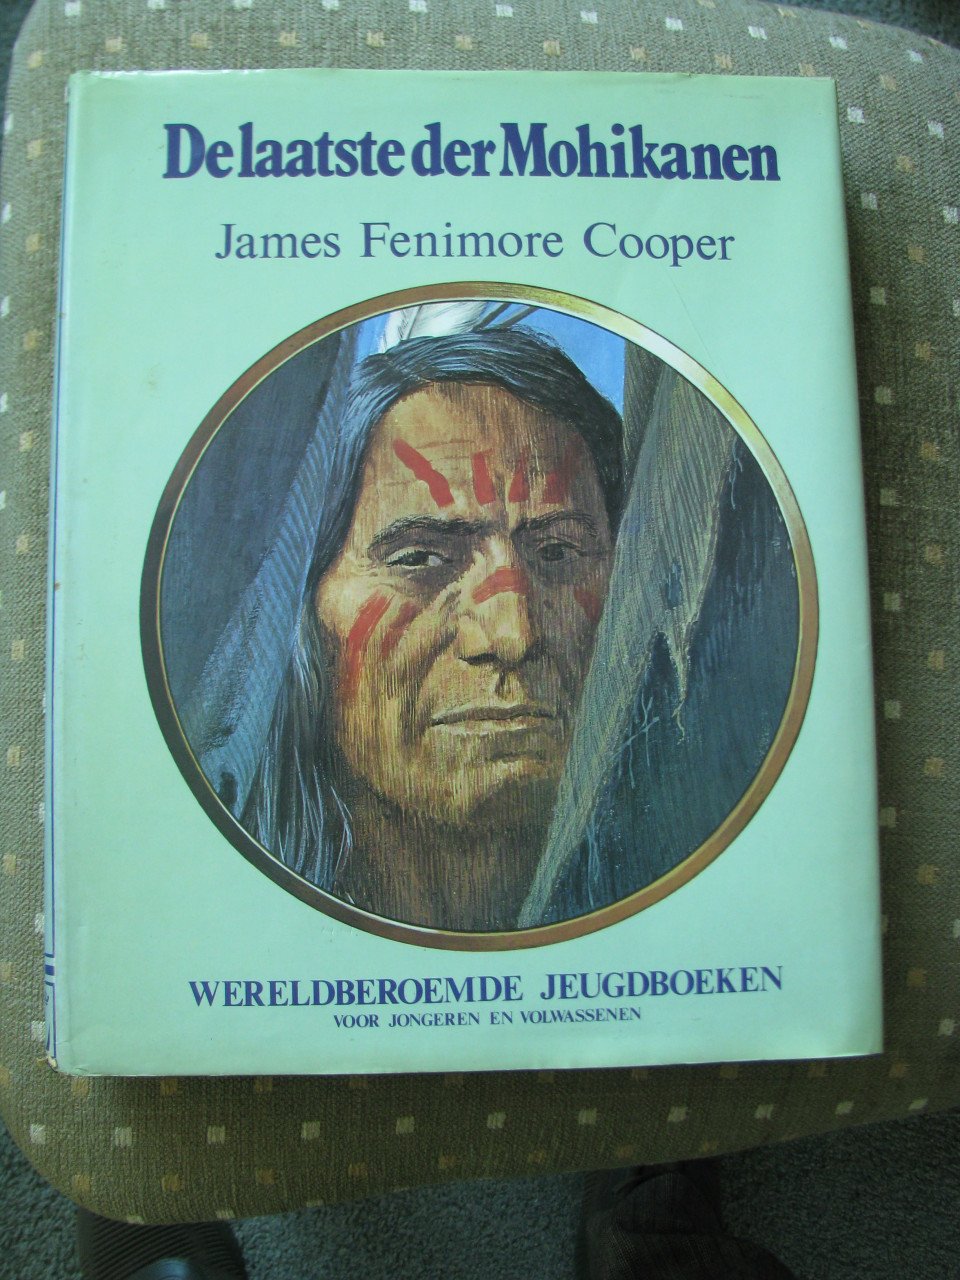 De laatste der Mohikanen
James Fenimore Cooper
WERELDBEROEMDE JEUGDBOEKEN
VOOR JONGEREN EN VOLWASSENEN